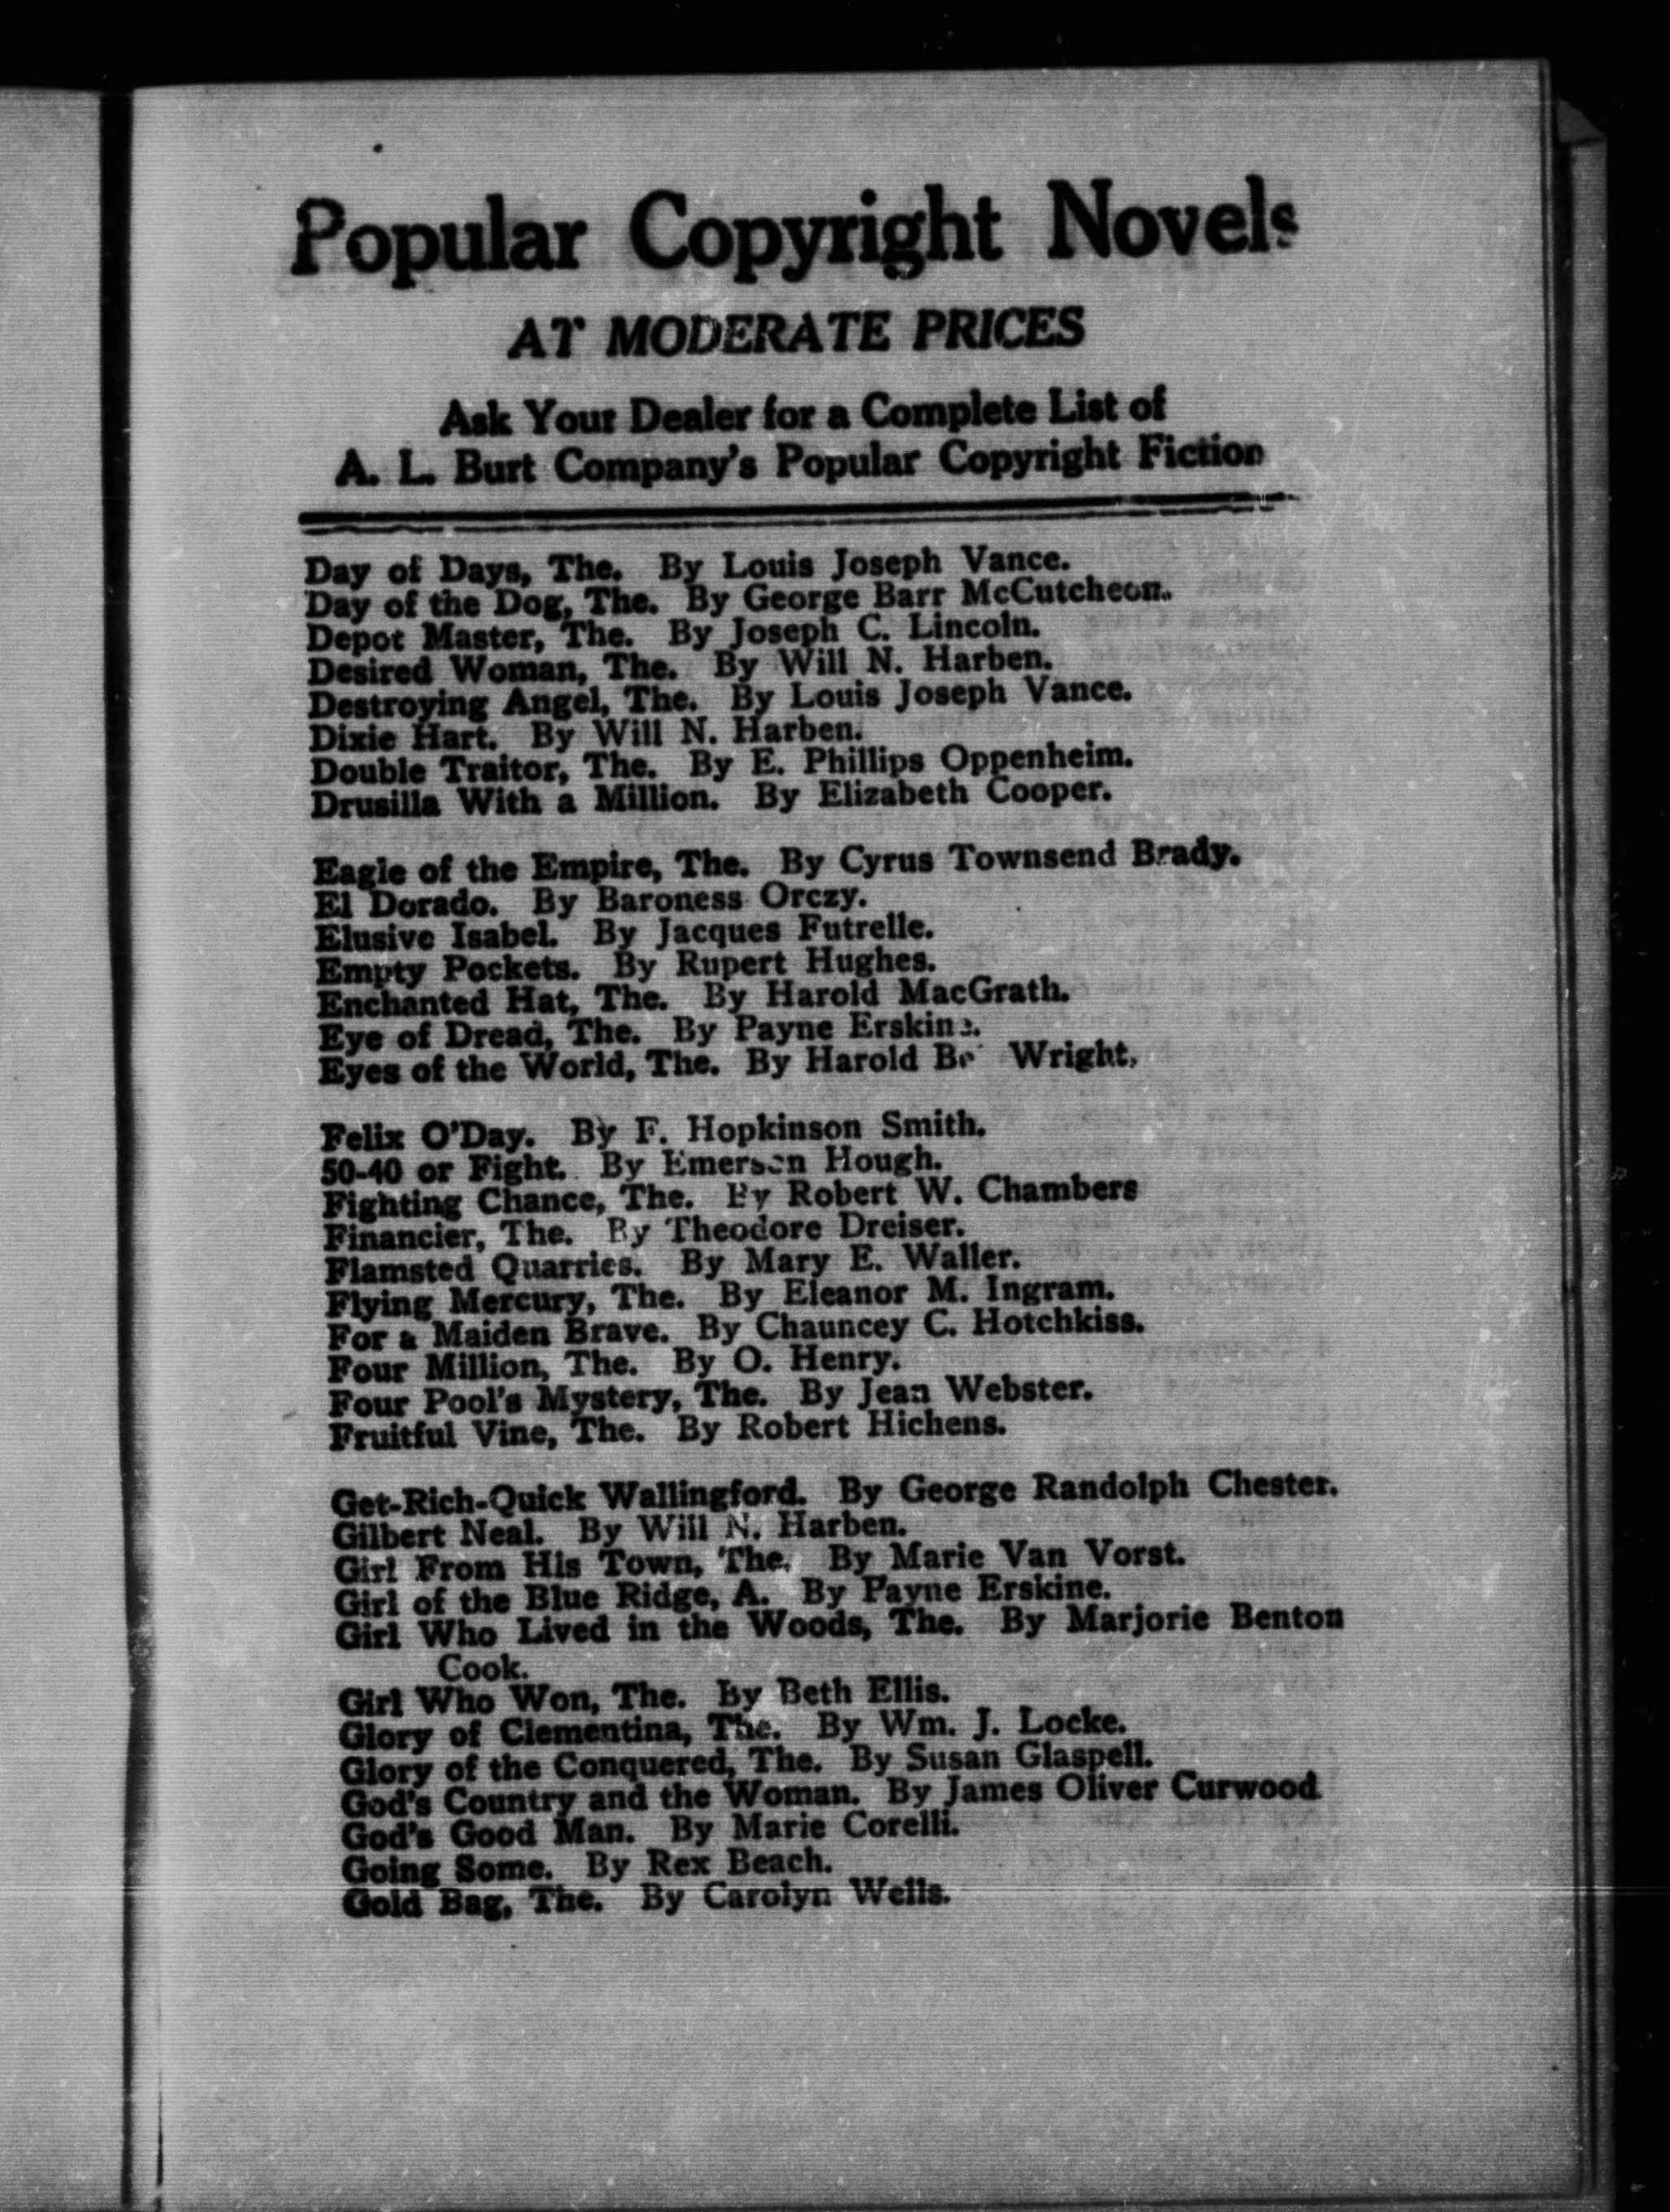 Popular Copyright Novels
AT MODERATE PRICES
Ask Your Dealer for a Complete List of
A. L. Burt Company's Popular Copyright Fiction
Day of Days, The. By Louis Joseph Vance.
Day of the Dog, The. By George Barr McCutcheon.
Depot Master, The. By Joseph C. Lincoln.
Desired Woman, The. By Will N. Harben.
Destroying Angel, The. By Louis Joseph Vance.
Dixie Hart. By Will N. Harben.
Double Traitor, The. By E. Phillips Oppenheim.
Drusilla With a Million. By Elizabeth Cooper.
Eagle of the Empire, The. By Cyrus Townsend Brady.
El Dorado. By Baroness Orczy.
Elusive Isabel. By Jacques Futrelle.
Empty Pockets. By Rupert Hughes.
Enchanted Hat, The. By Harold MacGrath.
Eye of Dread, The. By Payne Erskine.
Eyes of the World, The. By Harold Wright.
Felix O'Day. By F. Hopkinson Smith.
50-40 or Fight. By Emerson Hough.
Fighting Chance, The. By Robert W. Chambers
Financier, The. By Theodore Dreiser.
Flamsted Quarries. By Mary E. Waller.
Flying Mercury, The. By Eleanor M. Ingram.
For a Maiden Brave. By Chauncey C. Hotchkiss.
Four Million, The. By O. Henry.
Four Pool's Mystery, The. By Jean Webster.
Fruitful Vine, The. By Robert Hichens.
Get-Rich-Quick Wallingford. By George Randolph Chester.
Gilbert Neal. By Will N. Harben.
Girl From His Town, The. By Marie Van Vorst.
Girl of the Blue Ridge, A. By Payne Erskine.
Girl Who Lived in the Woods, The. By Marjorie Benton
Cook.
Girl Who Won, The. By Beth Ellis.
Glory of Clementina, The. By Wm. J. Locke.
Glory of the Conquered, The. By Susan Glaspell.
God's Country and the Woman. By James Oliver Curwood
God's Good Man. By Marie Corelli.
Going Some. By Rex Beach.
Gold Bag, The. By Carolyn Wells.